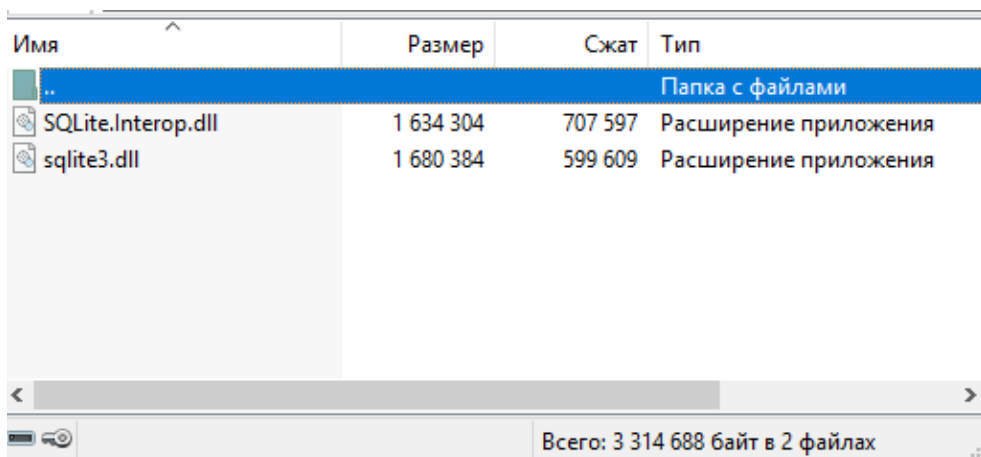 Имя Размер Сжат Тип
.. Папка с файлами
SQLite.Interop.dll 1 634 304 707 597 Расширение приложения
sqlite3.dll 1 680 384 599 609 Расширение приложения
Всего: 3 314 688 байт в 2 файлах